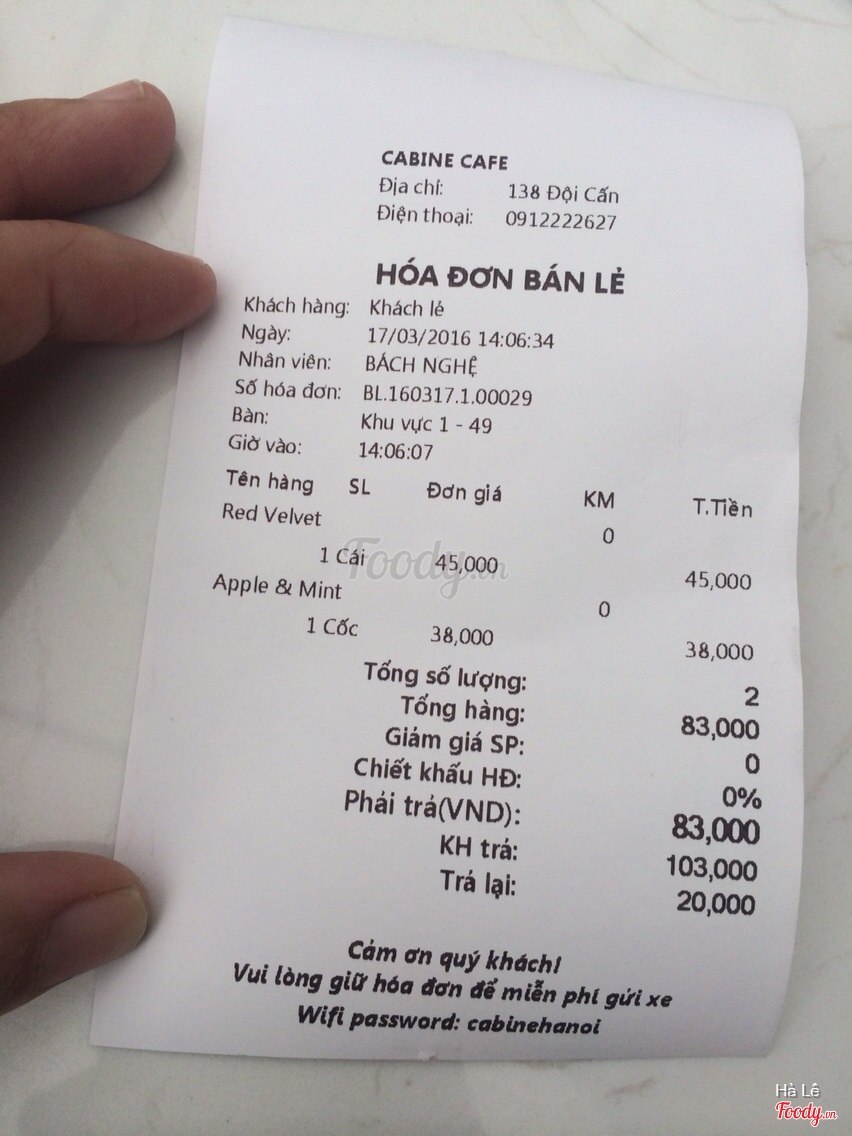 CABINE CAFE
Địa chỉ: 138 Đội Cấn
Điện thoại: 0912222627
HÓA ĐƠN BÁN LẺ
Khách hàng: Khách lẻ
Ngày: 17/03/2016 14:06:34
Nhân viên: BÁCH NGHỆ
Số hóa đơn: BL.160317.1.00029
Bàn: Khu vực 1 - 49
Giờ vào: 14:06:07
Tên hàng SL Đơn giá KM T.Tiền
Red Velvet 0
1 Cái 45,000 45,000
Apple & Mint 0
1 Cốc 38,000 38,000
Tổng số lượng: 2
Tổng hàng: 83,000
Giảm giá SP: 0
Chiết khấu HĐ: 0%
Phải trả(VND): 83,000
KH trả: 103,000
Trả lại: 20,000
Cảm ơn quý khách!
Vui lòng giữ hóa đơn để miễn phí gửi xe
Wifi password: cabinehanoi
Foody.vn
Hà Lê
Foody.vn